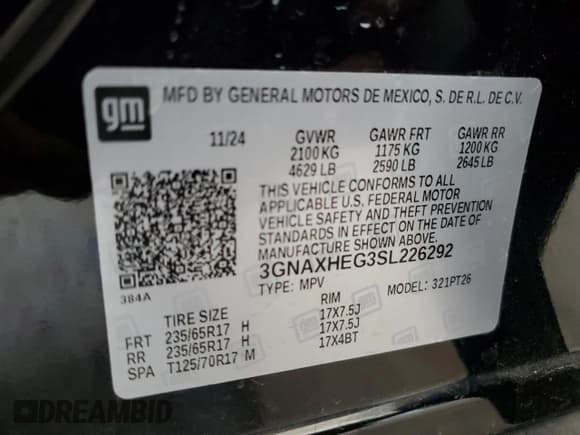 gm
MFD BY GENERAL MOTORS DE MEXICO, S. DE R.L. DE C.V.
11/24 GVWR GAWR FRT GAWR RR
2100 KG 1175 KG 1200 KG
4629 LB 2590 LB 2645 LB
THIS VEHICLE CONFORMS TO ALL
APPLICABLE U.S. FEDERAL MOTOR
VEHICLE SAFETY AND THEFT PREVENTION
STANDARDS IN EFFECT ON THE DATE OF
MANUFACTURE SHOWN ABOVE.
3GNAXHEG3SL226292
384A TYPE: MPV MODEL: 321PT26
TIRE SIZE RIM
FRT 235/65R17 H 17X7.5J
RR 235/65R17 H 17X7.5J
SPA T125/70R17 M 17X4BT
DREAMBID